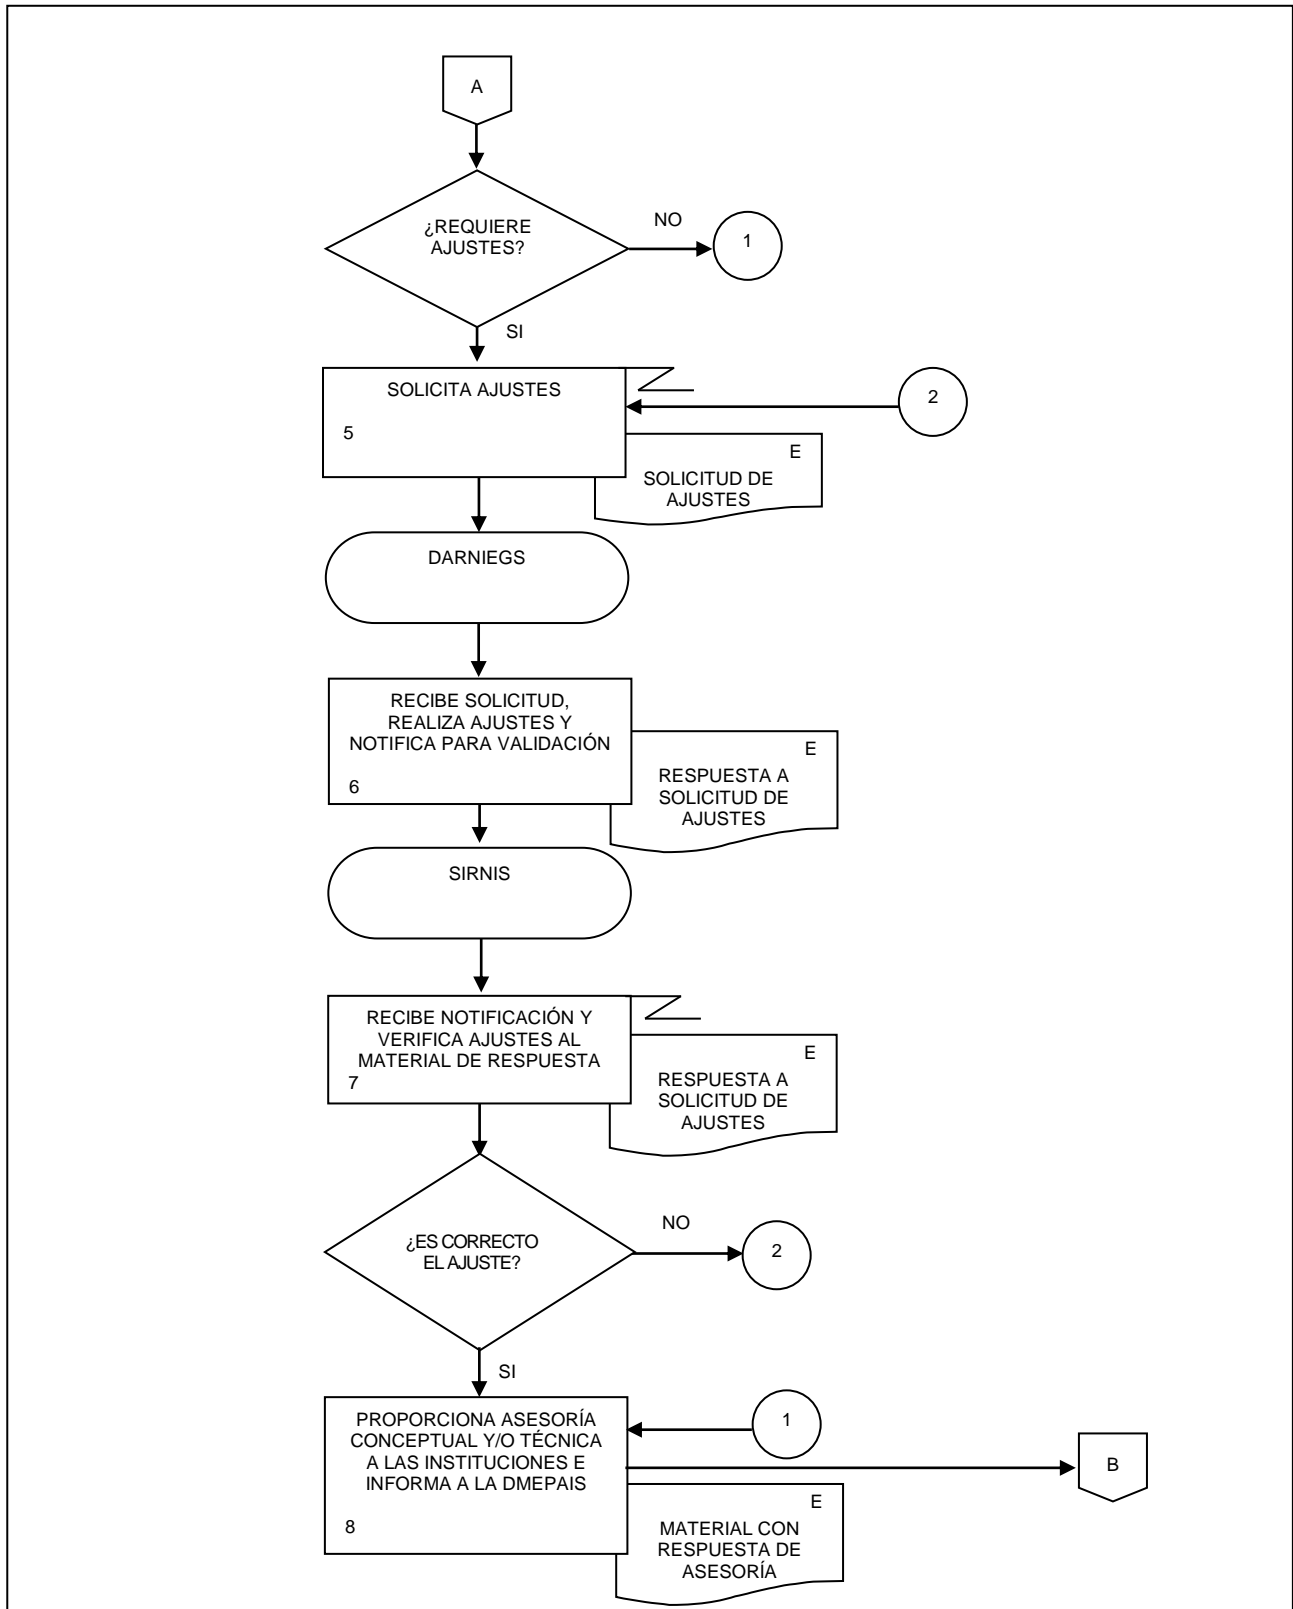 A
¿REQUIERE
AJUSTES?
NO
1
SI
SOLICITA AJUSTES
5
2
E
SOLICITUD DE
AJUSTES
DARNIEGS
RECIBE SOLICITUD,
REALIZA AJUSTES Y
NOTIFICA PARA VALIDACIÓN
6
E
RESPUESTA A
SOLICITUD DE
AJUSTES
SIRNIS
RECIBE NOTIFICACIÓN Y
VERIFICA AJUSTES AL
MATERIAL DE RESPUESTA
7
E
RESPUESTA A
SOLICITUD DE
AJUSTES
¿ES CORRECTO
EL AJUSTE?
NO
2
SI
PROPORCIONA ASESORÍA
CONCEPTUAL Y/O TÉCNICA
A LAS INSTITUCIONES E
INFORMA A LA DMEPAIS
8
1
B
E
MATERIAL CON
RESPUESTA DE
ASESORÍA